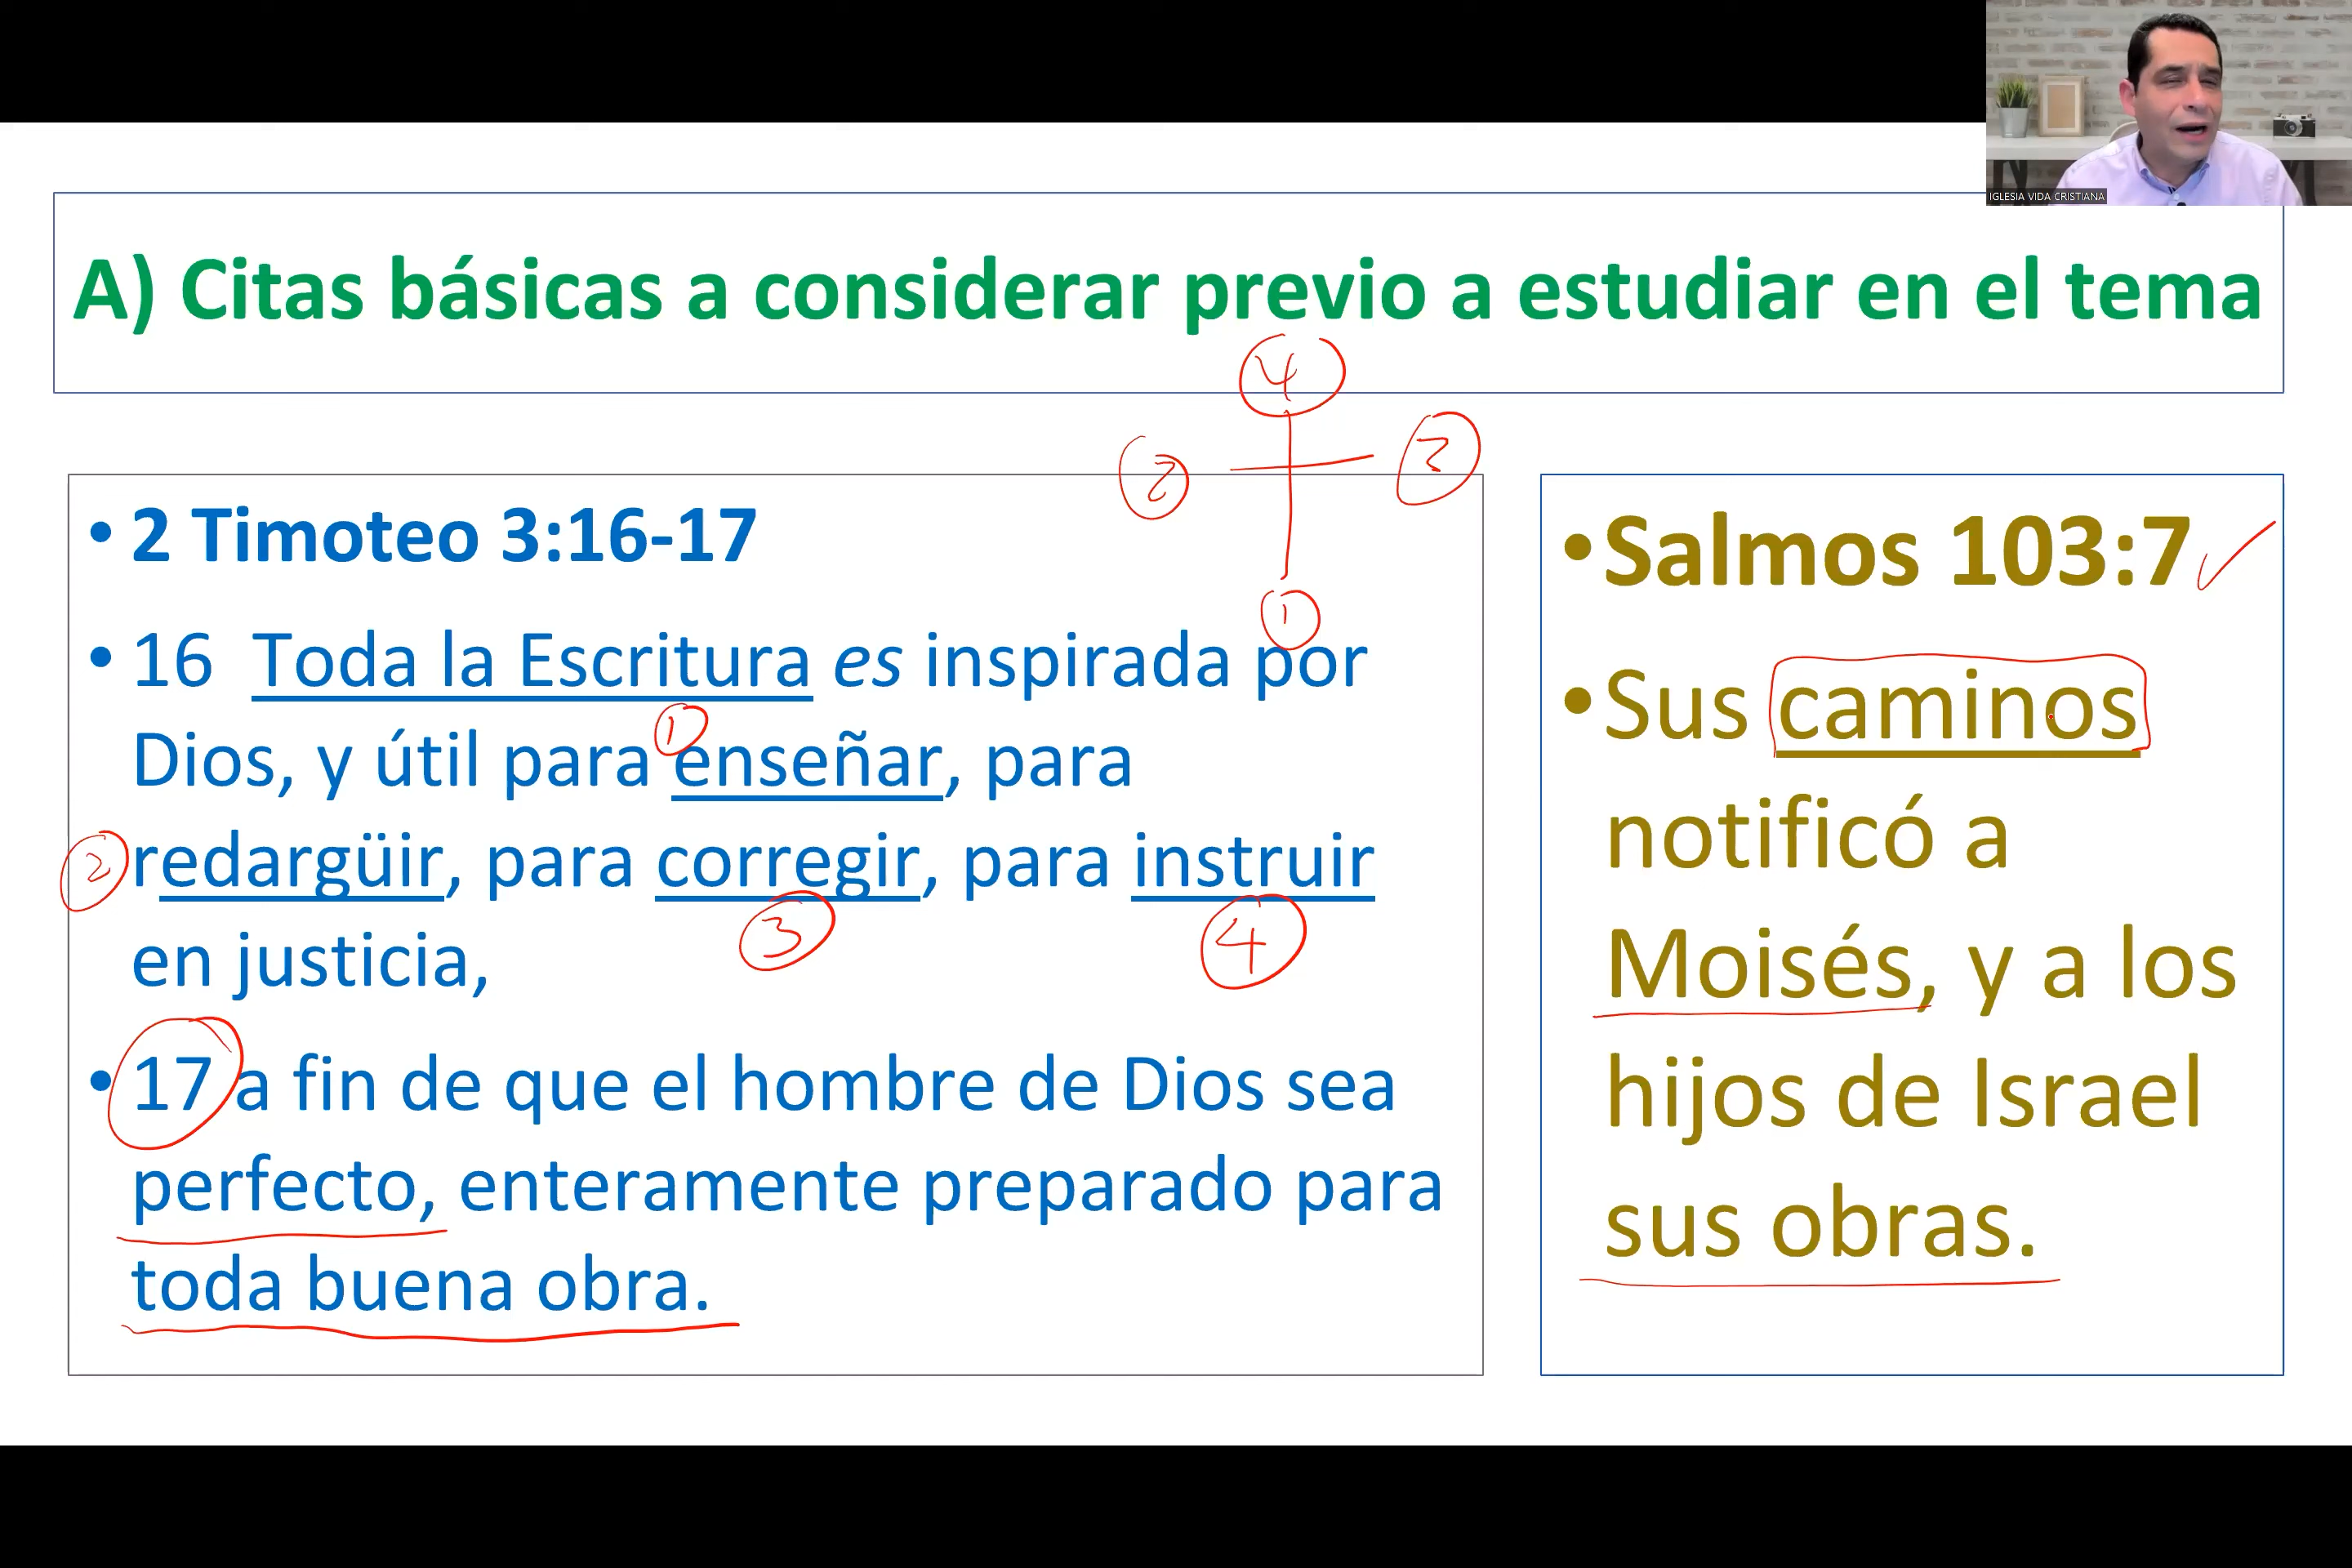 IGLESIA VIDA CRISTIANA
A) Citas básicas a considerar previo a estudiar en el tema
4
2
3
1
• 2 Timoteo 3:16-17
• 16 Toda la Escritura es inspirada por
1
Dios, y útil para enseñar, para
2
redargüir, para corregir, para instruir
3
4
en justicia,
• 17 a fin de que el hombre de Dios sea
perfecto, enteramente preparado para
toda buena obra.
• Salmos 103:7
• Sus caminos
notificó a
Moisés, y a los
hijos de Israel
sus obras.